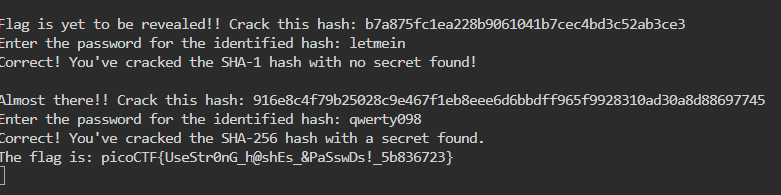 Flag is yet to be revealed!! Crack this hash: b7a875fc1ea228b9061041b7cec4bd3c52ab3ce3
Enter the password for the identified hash: letmein
Correct! You've cracked the SHA-1 hash with no secret found!
Almost there!! Crack this hash: 916e8c4f79b25028c9e467f1eb8eee6d6bbdff965f9928310ad30a8d88697745
Enter the password for the identified hash: qwerty098
Correct! You've cracked the SHA-256 hash with a secret found.
The flag is: picoCTF{UseStr0nG_h@shEs_&PaSswDs!_5b836723}